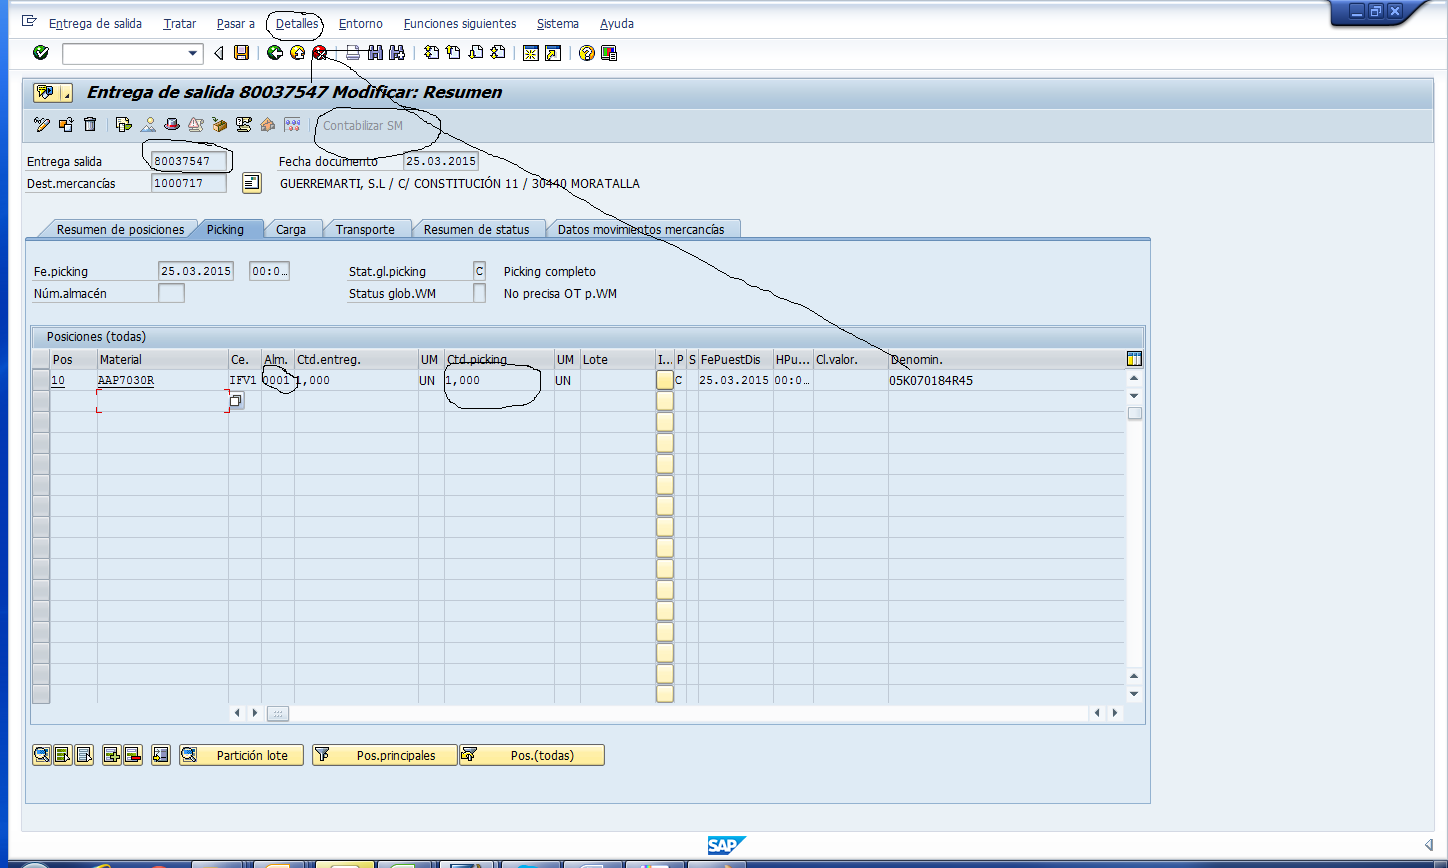 Entrega de salida Tratar Pasar a Detalles Entorno Funciones siguientes Sistema Ayuda
Entrega de salida 80037547 Modificar: Resumen
Contabilizar SM
Entrega salida 80037547 Fecha documento 25.03.2015
Dest.mercancías 1000717 GUERREMARTI, S.L / C/ CONSTITUCIÓN 11 / 30440 MORATALLA
Resumen de posiciones Picking Carga Transporte Resumen de status Datos movimientos mercancías
Fe.picking 25.03.2015 00:0… Stat.gl.picking C Picking completo
Núm.almacén Status glob.WM No precisa OT p.WM
Posiciones (todas)
Pos Material Ce. Alm. Ctd.entreg. UM Ctd.picking UM Lote I… P S FePuestDis HPu… Cl.valor. Denomin.
10 AAP7030R IFV1 0001 1,000 UN 1,000 UN C 25.03.2015 00:0… 05K070184R45
Partición lote Pos.principales Pos.(todas)
SAP